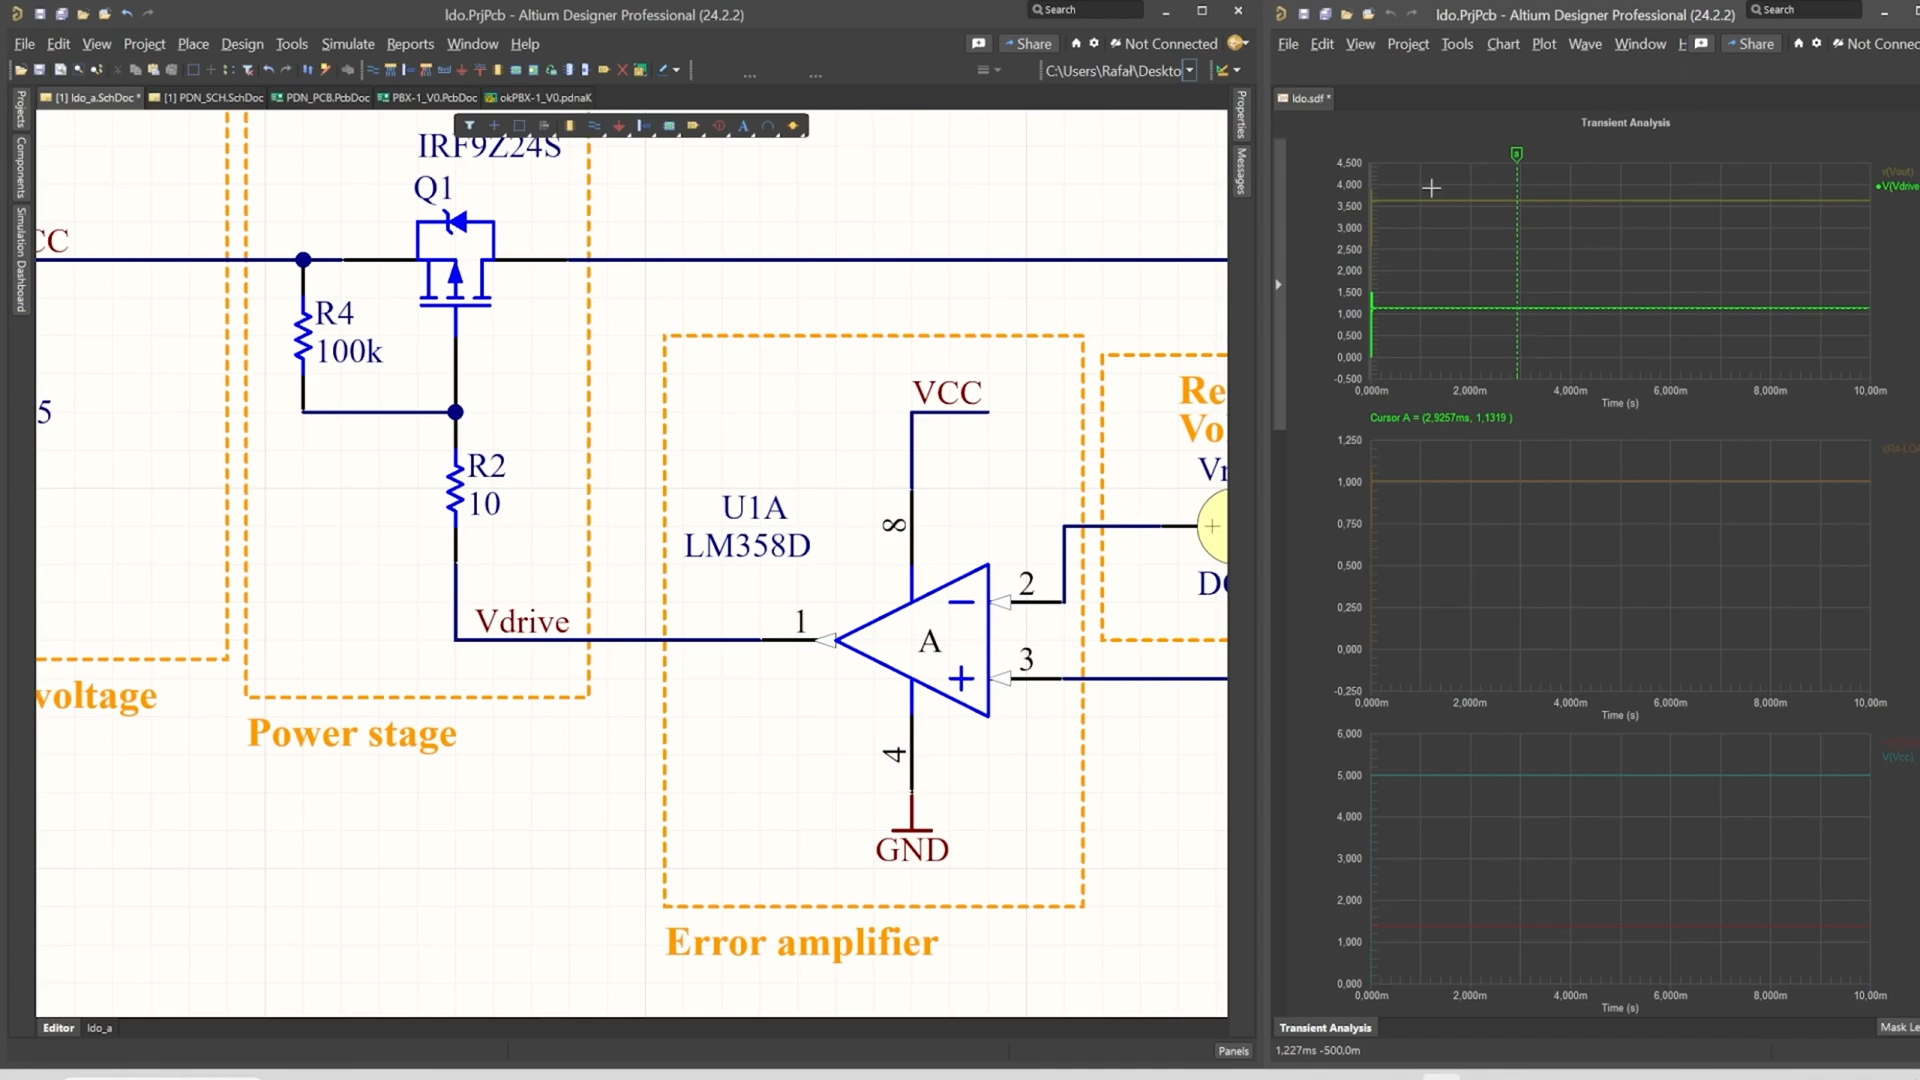 ldo.PrjPcb - Altium Designer Professional (24.2.2)
Search
File Edit View Project Place Design Tools Simulate Reports Window Help
Share
Not Connected
C:\Users\Rafał\Deskto
[1] ldo_a.SchDoc *
[1] PDN_SCH.SchDoc
PDN_PCB.PcbDoc
PBX-1_V0.PcbDoc
okPBX-1_V0.pdnaK
Projects
Components
Simulation Dashboard
Properties
Messages
IRF9Z24S
Q1
CC
R4
100k
5
R2
10
VCC
U1A
LM358D
8
2
1
A
3
4
Vdrive
GND
Re
Vo
Vr
voltage
Power stage
Error amplifier
Editor
ldo_a
Panels
ldo.PrjPcb - Altium Designer Professional (24.2.2)
Search
File Edit View Project Tools Chart Plot Wave Window
Share
Not Connec
ldo.sdf *
Transient Analysis
a
v(Vout)
V(Vdrive
4,500
4,000
3,500
3,000
2,500
2,000
1,500
1,000
0,500
0,000
-0,500
0,000m 2,000m 4,000m 6,000m 8,000m 10,00m
Time (s)
Cursor A = (2,9257ms, 1,1319 )
1,250
1,000
0,750
0,500
0,250
0,000
-0,250
0,000m 2,000m 4,000m 6,000m 8,000m 10,00m
Time (s)
6,000
V(Vcc)
5,000
4,000
3,000
2,000
1,000
0,000
0,000m 2,000m 4,000m 6,000m 8,000m 10,00m
Time (s)
Transient Analysis
Mask Le
1,227ms -500,0m